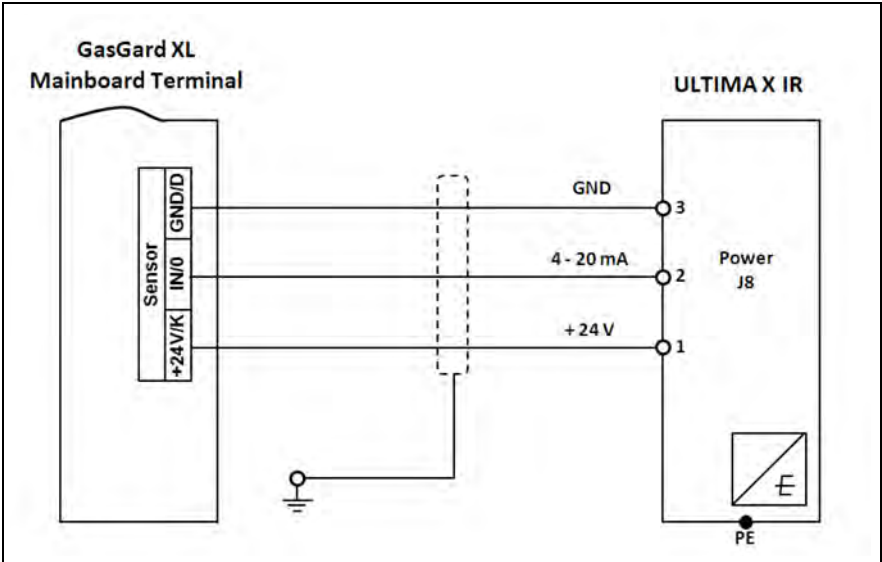 GasGard XL
Mainboard Terminal
ULTIMA X IR
Sensor
GND/D
IN/0
+24V/K
GND
4 - 20 mA
+ 24 V
3
2
1
Power
J8
E
PE